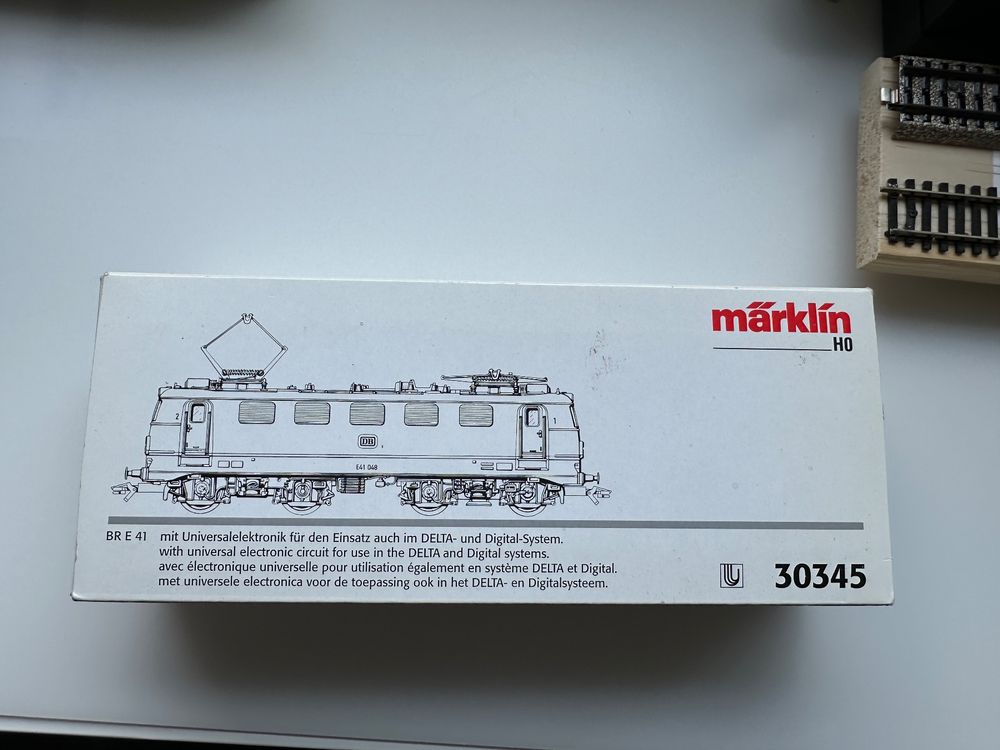 märklin
H0
2
1
DB
E41 048
BR E 41 mit Universalelektronik für den Einsatz auch im DELTA- und Digital-System.
with universal electronic circuit for use in the DELTA and Digital systems.
avec électronique universelle pour utilisation également en système DELTA et Digital.
met universele electronica voor de toepassing ook in het DELTA- en Digitalsysteem.
U 30345